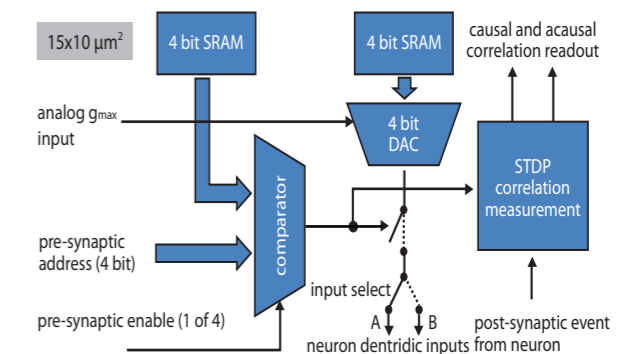 15x10 μm²
4 bit SRAM
4 bit SRAM
causal and acausal
correlation readout
analog gmax
input
4 bit
DAC
STDP
correlation
measurement
comparator
pre-synaptic
address (4 bit)
input select
pre-synaptic enable (1 of 4)
A
B
post-synaptic event
from neuron
neuron dentridic inputs